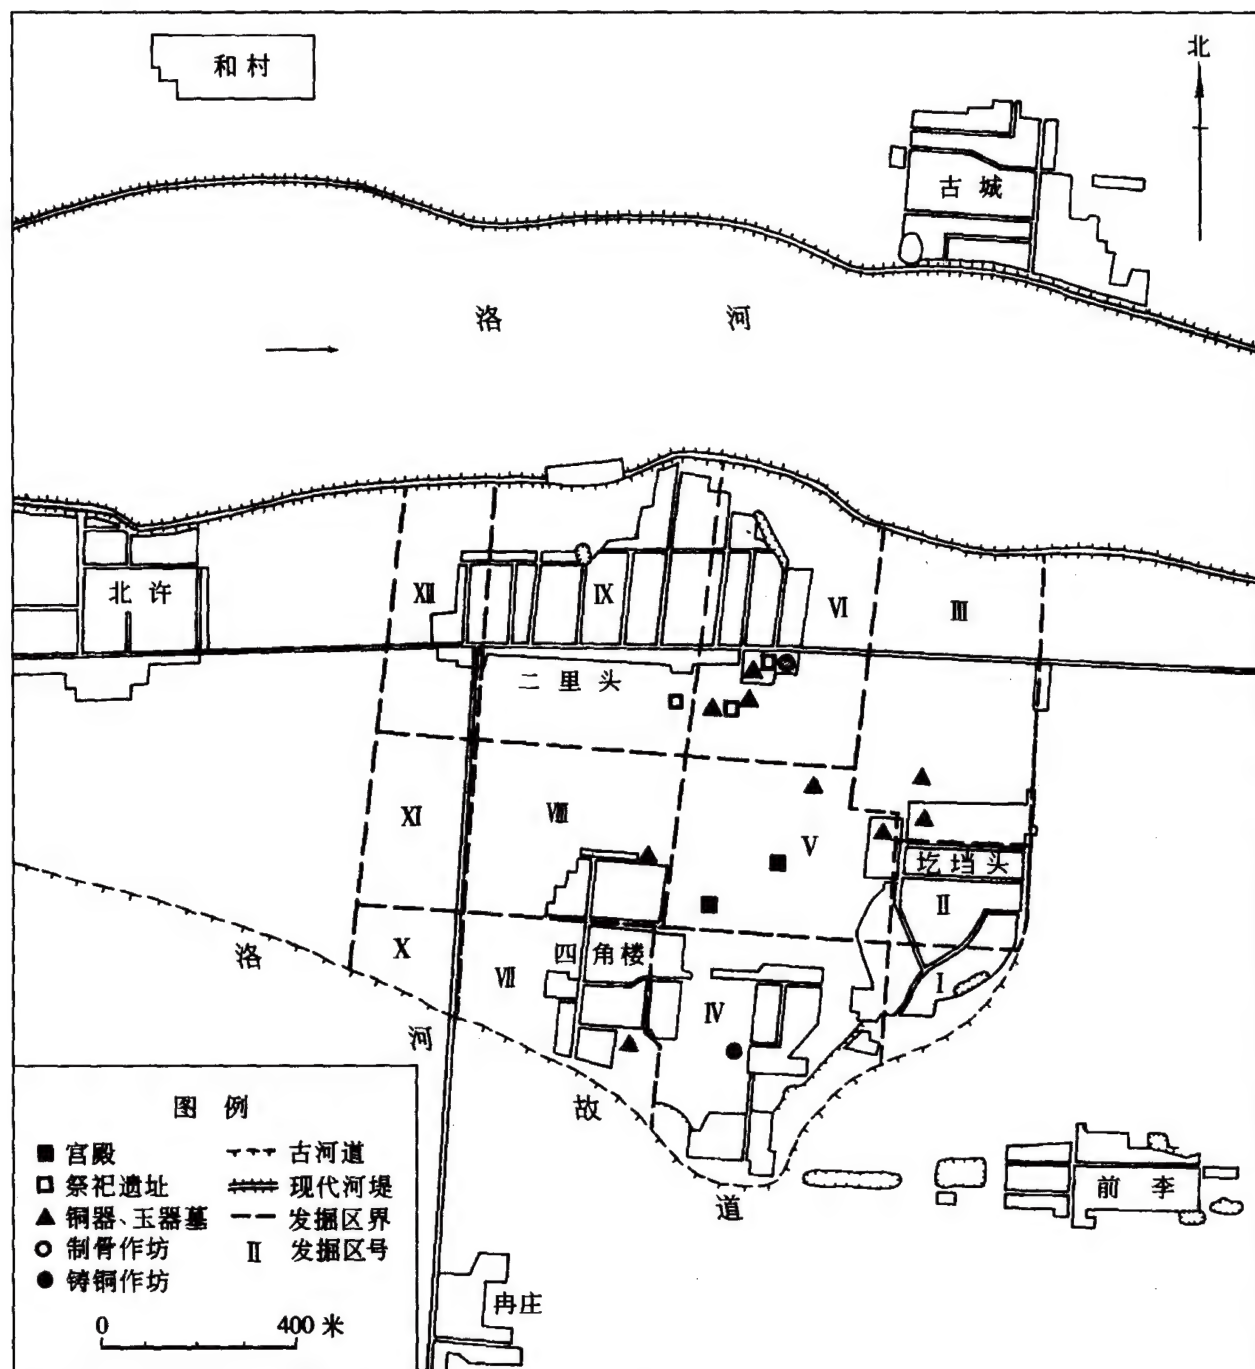 和村
北
古城
洛河
北许
Ⅻ
Ⅸ
Ⅵ
Ⅲ
二里头
Ⅺ
Ⅷ
Ⅴ
圪垱头
Ⅱ
洛
Ⅹ
Ⅶ
四角楼
Ⅰ
河
Ⅳ
故
道
前李
冉庄
图例
宫殿
古河道
祭祀遗址
现代河堤
铜器、玉器墓
发掘区界
制骨作坊
Ⅱ 发掘区号
铸铜作坊
0 400米